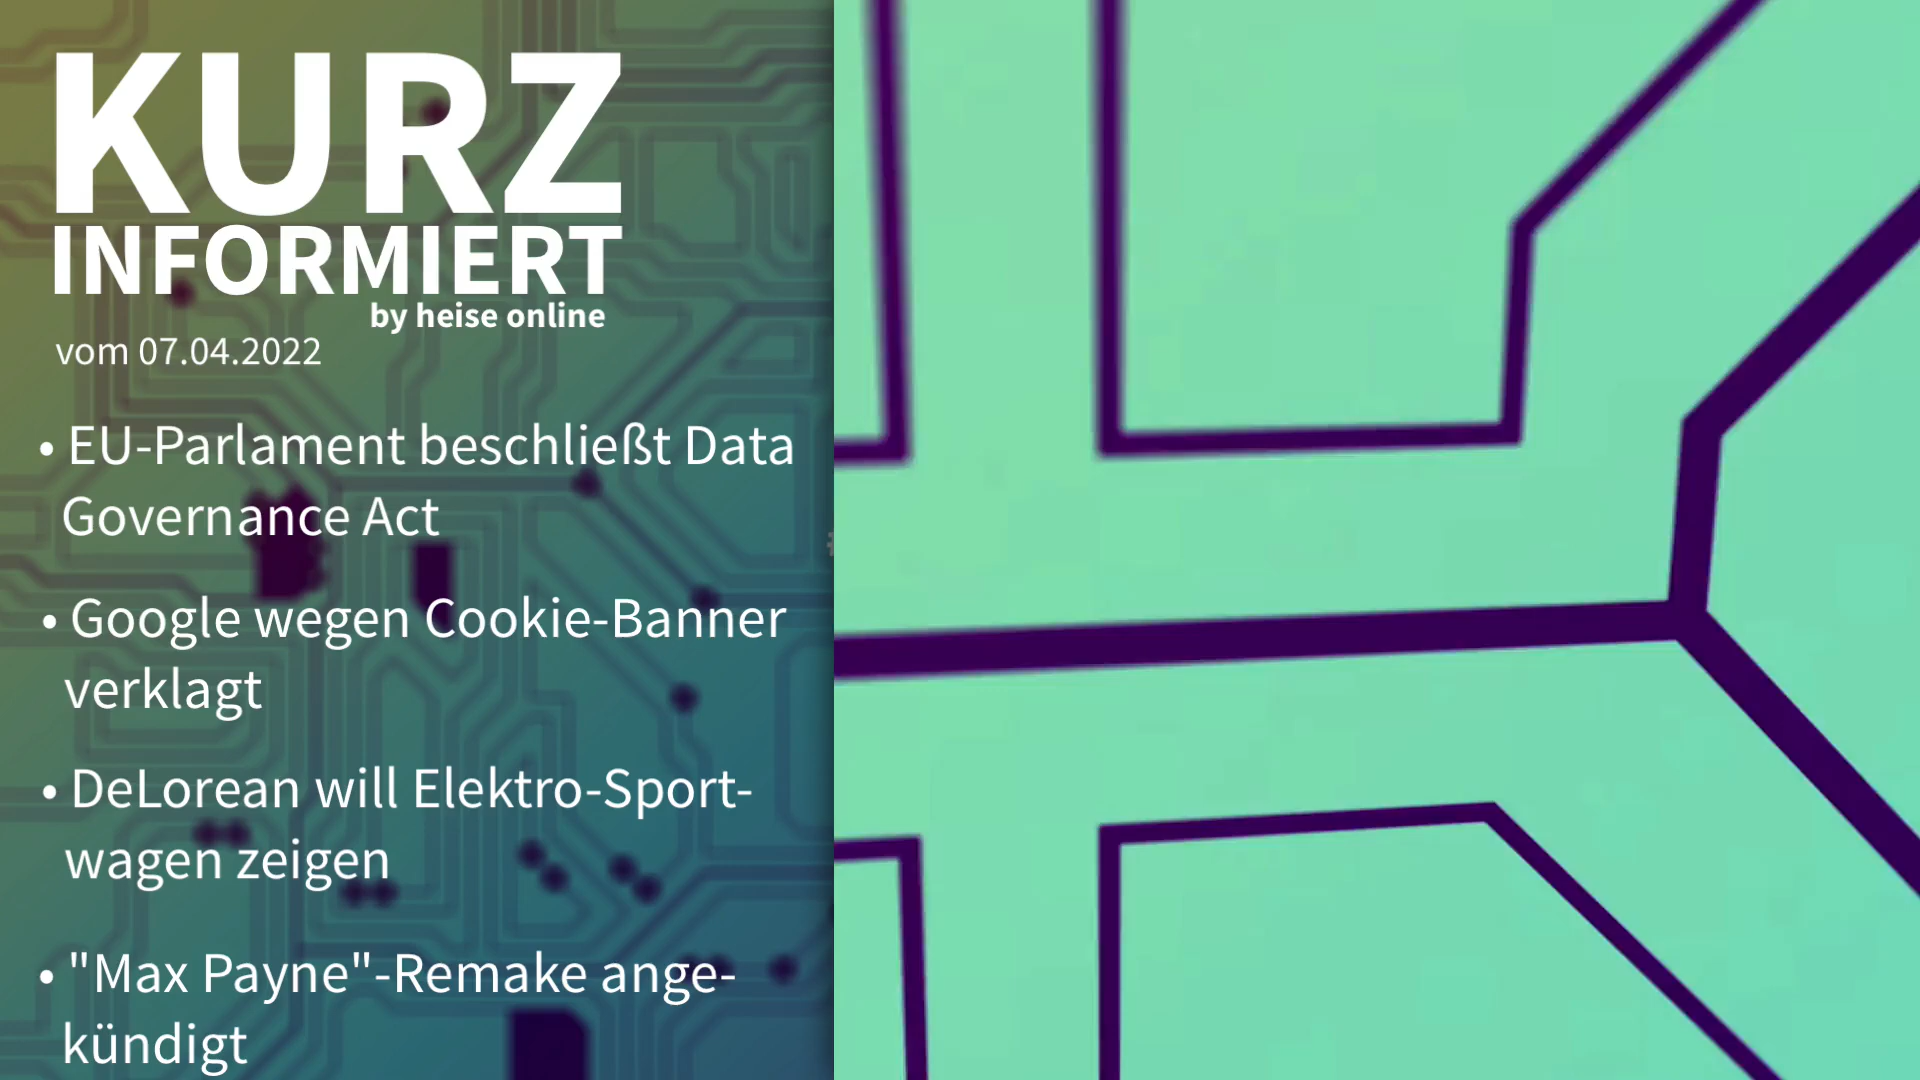 KURZ
INFORMIERT
by heise online
vom 07.04.2022
• EU-Parlament beschließt Data
Governance Act
• Google wegen Cookie-Banner
verklagt
• DeLorean will Elektro-Sport-
wagen zeigen
• "Max Payne"-Remake ange-
kündigt